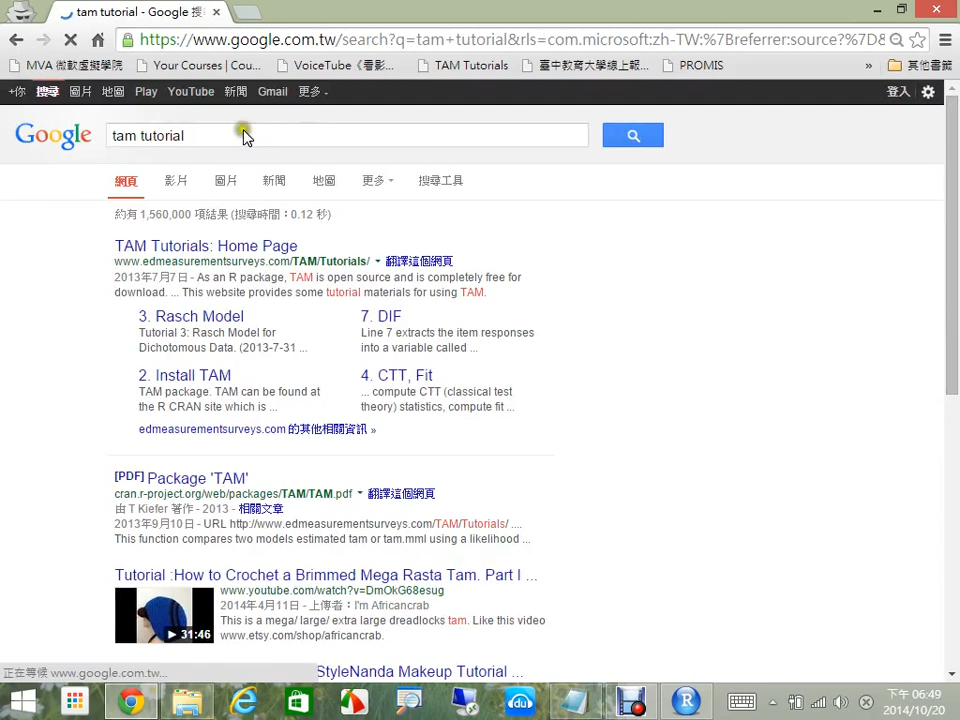 tam tutorial - Google 搜
https://www.google.com.tw/search?q=tam+tutorial&rls=com.microsoft:zh-TW:%7Breferrer:source?%7D&
MVA 微軟虛擬學院 Your Courses | Cou... VoiceTube《看影... TAM Tutorials 臺中教育大學線上報... PROMIS » 其他書籤
+你 搜尋 圖片 地圖 Play YouTube 新聞 Gmail 更多 登入
Google tam tutorial
網頁 影片 圖片 新聞 地圖 更多 搜尋工具
約有 1,560,000 項結果 (搜尋時間：0.12 秒)
TAM Tutorials: Home Page
www.edmeasurementsurveys.com/TAM/Tutorials/ 翻譯這個網頁
2013年7月7日 - As an R package, TAM is open source and is completely free for
download. ... This website provides some tutorial materials for using TAM.
3. Rasch Model
Tutorial 3: Rasch Model for
Dichotomous Data. (2013-7-31 ...
7. DIF
Line 7 extracts the item responses
into a variable called ...
2. Install TAM
TAM package. TAM can be found at
the R CRAN site which is ...
4. CTT, Fit
... compute CTT (classical test
theory) statistics, compute fit ...
edmeasurementsurveys.com 的其他相關資訊 »
[PDF] Package 'TAM'
cran.r-project.org/web/packages/TAM/TAM.pdf 翻譯這個網頁
由 T Kiefer 著作 - 2013 - 相關文章
2013年9月10日 - URL http://www.edmeasurementsurveys.com/TAM/Tutorials/ ....
This function compares two models estimated tam or tam.mml using a likelihood ...
Tutorial :How to Crochet a Brimmed Mega Rasta Tam. Part I ...
www.youtube.com/watch?v=DmOkG68esug
2014年4月11日 - 上傳者：I'm Africancrab
This is a mega/ large/ extra large dreadlocks tam. Like this video
www.etsy.com/shop/africancrab.
31:46
StyleNanda Makeup Tutorial ...
正在等候 www.google.com.tw...
下午 06:49
2014/10/20